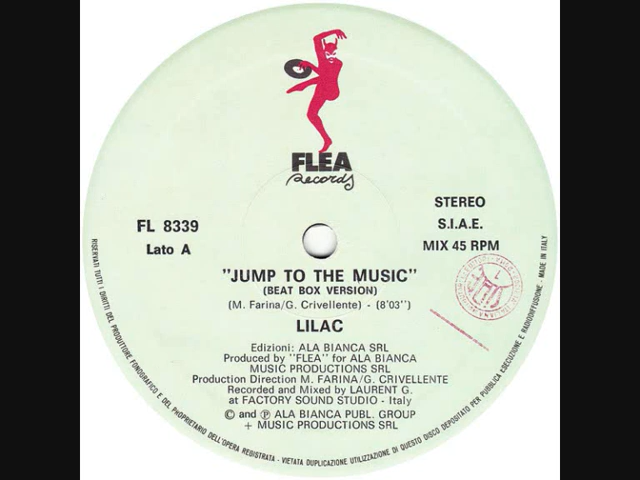 FLEA
Records
FL 8339
Lato A
STEREO
S.I.A.E.
MIX 45 RPM
"JUMP TO THE MUSIC"
(BEAT BOX VERSION)
(M. Farina/G. Crivellente) - (8'03'')
LILAC
Edizioni: ALA BIANCA SRL
Produced by "FLEA" for ALA BIANCA
MUSIC PRODUCTIONS SRL
Production Direction M. FARINA/G. CRIVELLENTE
Recorded and Mixed by LAURENT G.
at FACTORY SOUND STUDIO - Italy
© and ℗ ALA BIANCA PUBL. GROUP
+ MUSIC PRODUCTIONS SRL
RISERVATI TUTTI I DIRITTI DEL PRODUTTORE FONOGRAFICO E DEL PROPRIETARIO DELL'OPERA REGISTRATA - VIETATA DUPLICAZIONE UTILIZZAZIONE DI QUESTO DISCO DEPOSITATO PER PUBBLICA ESECUZIONE E RADIODIFFUSIONE - MADE IN ITALY